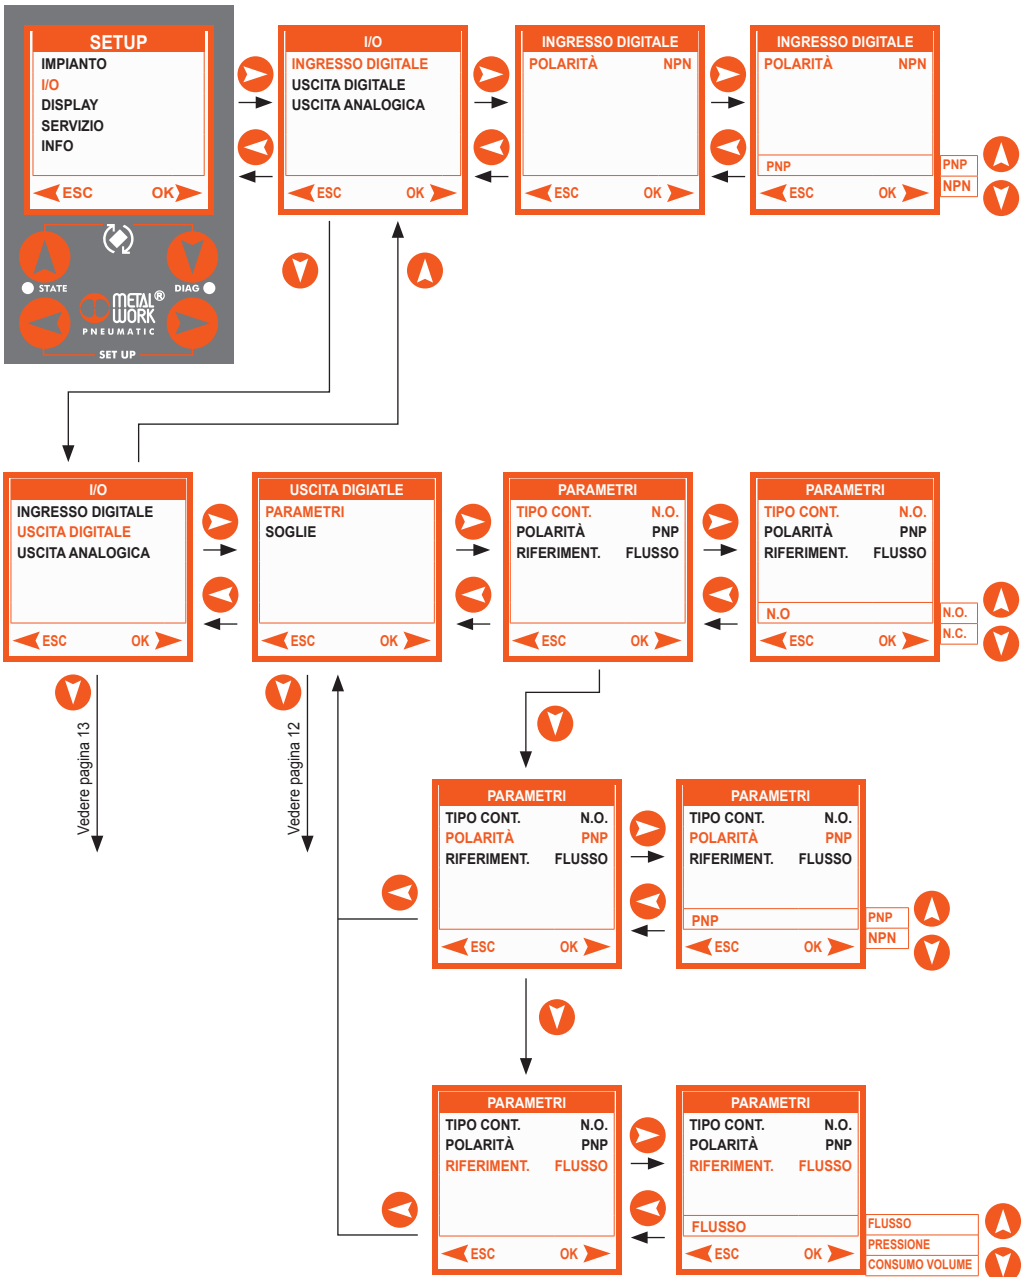 SETUP
IMPIANTO
I/O
DISPLAY
SERVIZIO
INFO
ESC OK
STATE DIAG
METAL WORK®
PNEUMATIC
SET UP
I/O
INGRESSO DIGITALE
USCITA DIGITALE
USCITA ANALOGICA
ESC OK
INGRESSO DIGITALE
POLARITÀ NPN
ESC OK
INGRESSO DIGITALE
POLARITÀ NPN
PNP
ESC OK
PNP
NPN
I/O
INGRESSO DIGITALE
USCITA DIGITALE
USCITA ANALOGICA
ESC OK
USCITA DIGIATLE
PARAMETRI
SOGLIE
ESC OK
PARAMETRI
TIPO CONT. N.O.
POLARITÀ PNP
RIFERIMENT. FLUSSO
ESC OK
PARAMETRI
TIPO CONT. N.O.
POLARITÀ PNP
RIFERIMENT. FLUSSO
N.O
ESC OK
N.O.
N.C.
Vedere pagina 13
Vedere pagina 12
PARAMETRI
TIPO CONT. N.O.
POLARITÀ PNP
RIFERIMENT. FLUSSO
ESC OK
PARAMETRI
TIPO CONT. N.O.
POLARITÀ PNP
RIFERIMENT. FLUSSO
PNP
ESC OK
PNP
NPN
PARAMETRI
TIPO CONT. N.O.
POLARITÀ PNP
RIFERIMENT. FLUSSO
ESC OK
PARAMETRI
TIPO CONT. N.O.
POLARITÀ PNP
RIFERIMENT. FLUSSO
FLUSSO
ESC OK
FLUSSO
PRESSIONE
CONSUMO VOLUME